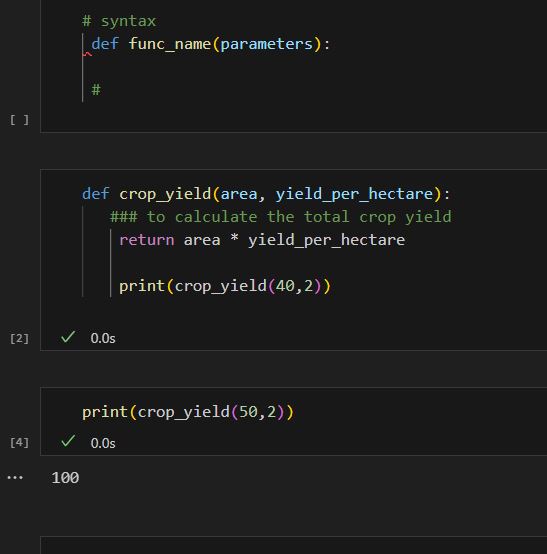 # syntax
def func_name(parameters):
#
[ ]
def crop_yield(area, yield_per_hectare):
### to calculate the total crop yield
return area * yield_per_hectare
print(crop_yield(40,2))
[2] 0.0s
print(crop_yield(50,2))
[4] 0.0s
... 100